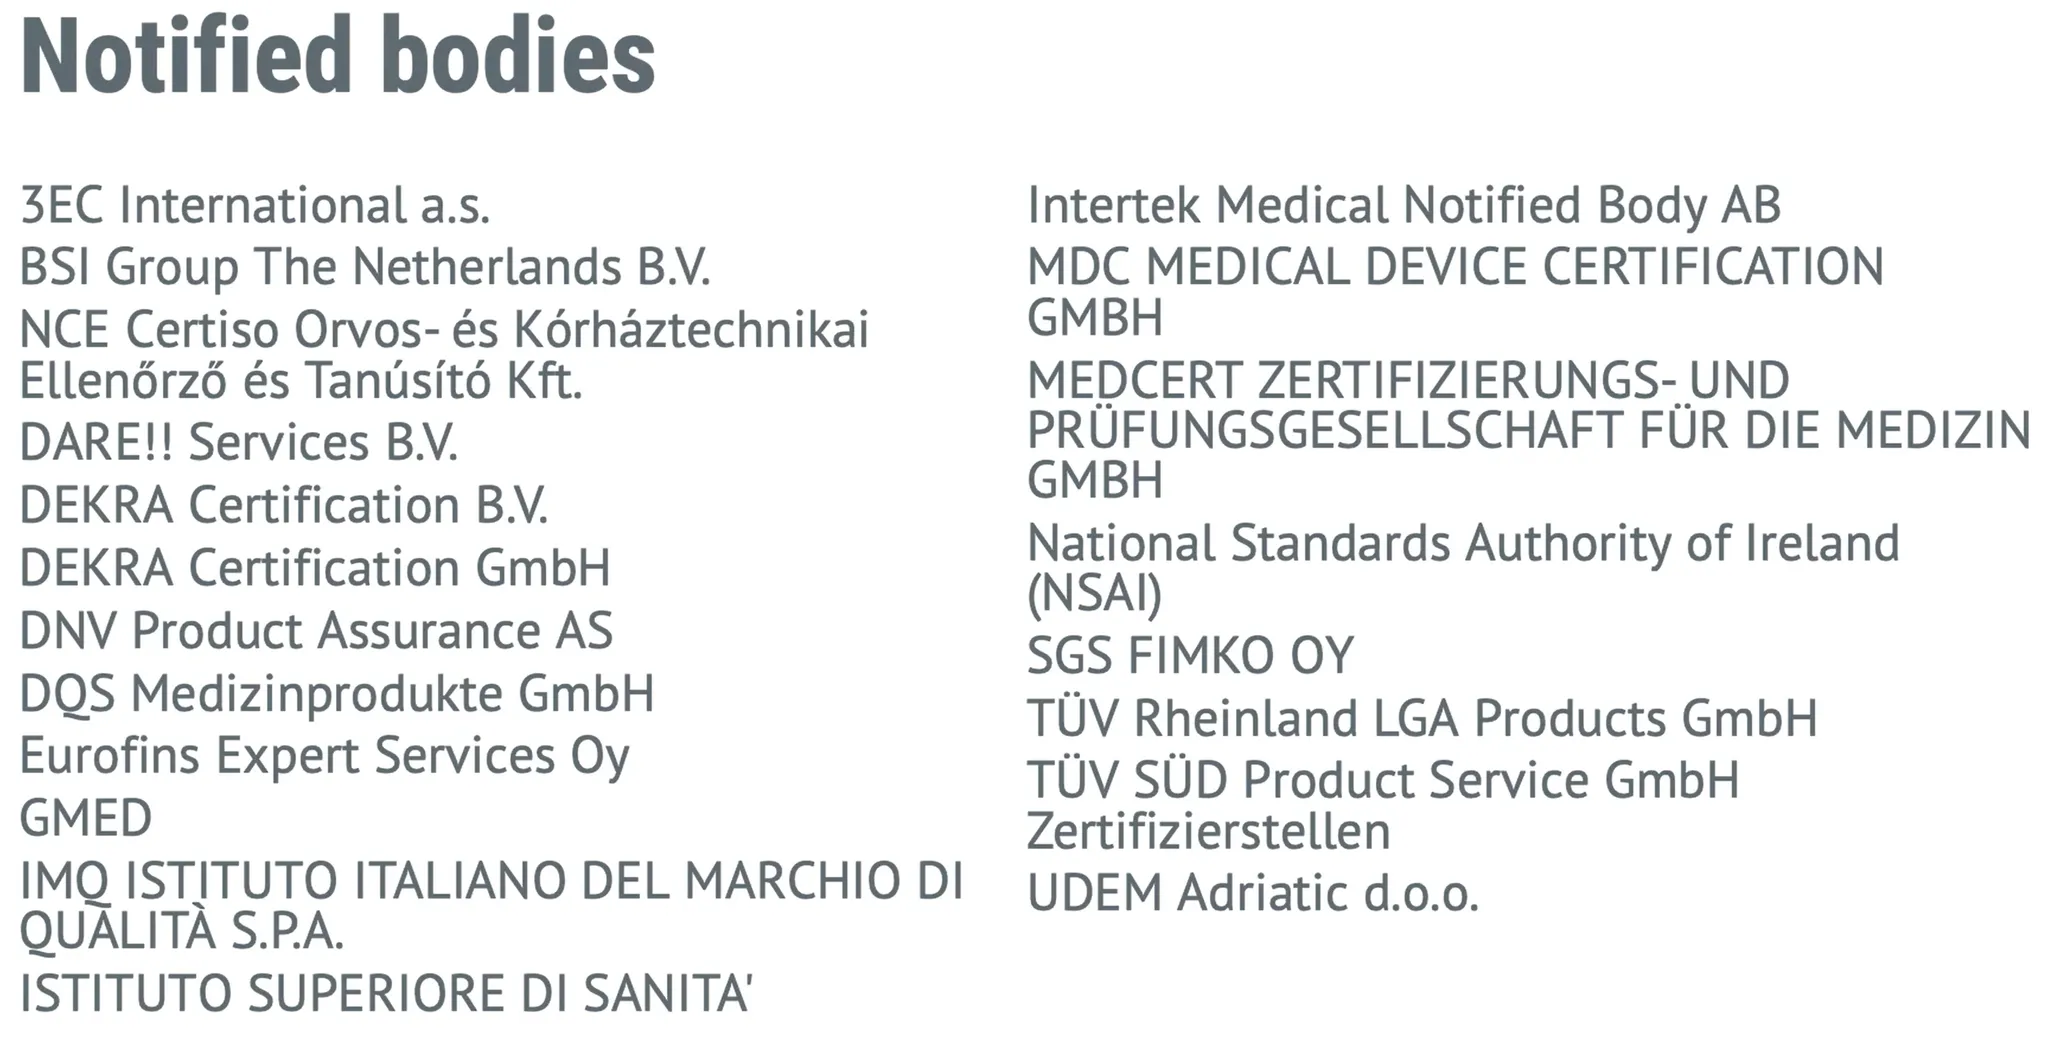 Notified bodies
3EC International a.s.
BSI Group The Netherlands B.V.
NCE Certiso Orvos- és Kórháztechnikai
Ellenőrző és Tanúsító Kft.
DARE!! Services B.V.
DEKRA Certification B.V.
DEKRA Certification GmbH
DNV Product Assurance AS
DQS Medizinprodukte GmbH
Eurofins Expert Services Oy
GMED
IMQ ISTITUTO ITALIANO DEL MARCHIO DI
QUALITÀ S.P.A.
ISTITUTO SUPERIORE DI SANITA'
Intertek Medical Notified Body AB
MDC MEDICAL DEVICE CERTIFICATION
GMBH
MEDCERT ZERTIFIZIERUNGS- UND
PRÜFUNGSGESELLSCHAFT FÜR DIE MEDIZIN
GMBH
National Standards Authority of Ireland
(NSAI)
SGS FIMKO OY
TÜV Rheinland LGA Products GmbH
TÜV SÜD Product Service GmbH
Zertifizierstellen
UDEM Adriatic d.o.o.